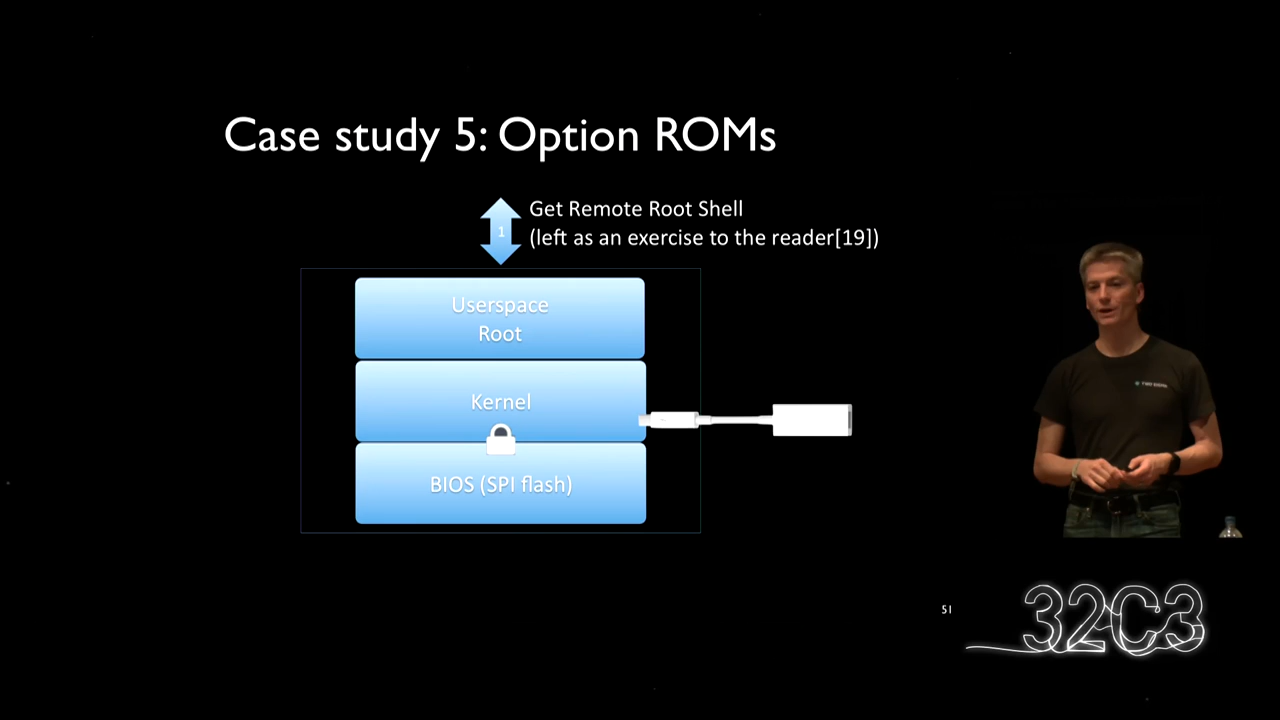 Case study 5: Option ROMs
1
Get Remote Root Shell
(left as an exercise to the reader[19])
Userspace
Root
Kernel
BIOS (SPI flash)
51
32C3